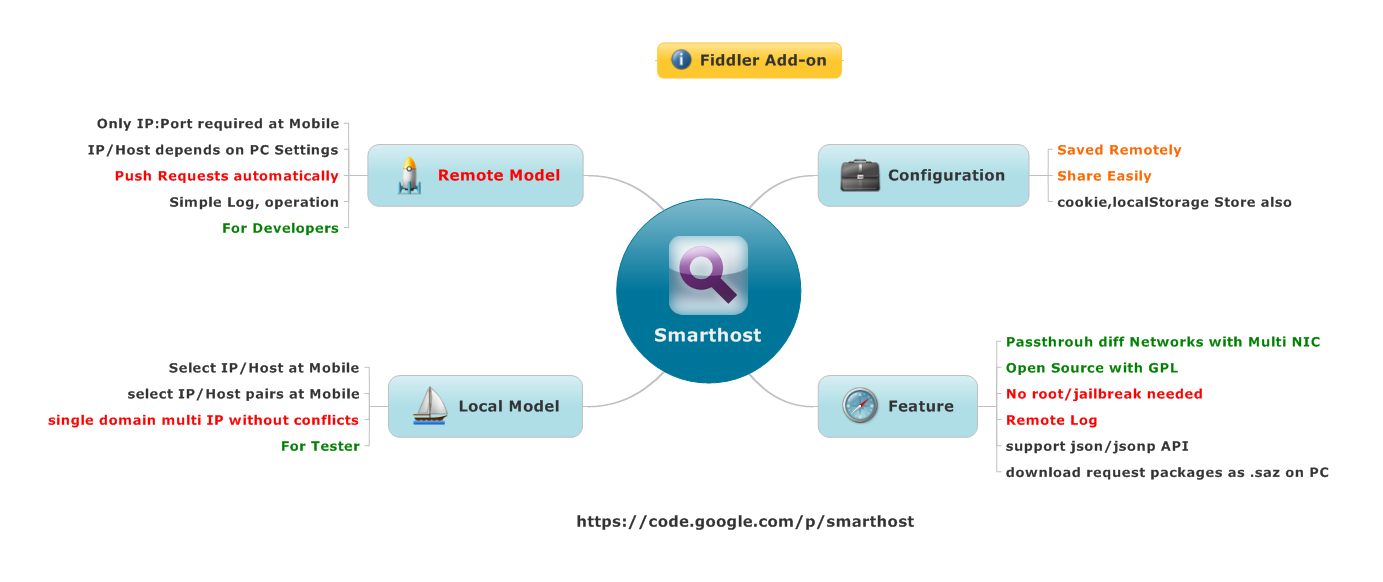 Fiddler Add-on
Only IP:Port required at Mobile
IP/Host depends on PC Settings
Push Requests automatically
Simple Log, operation
For Developers
Remote Model
Configuration
Saved Remotely
Share Easily
cookie,localStorage Store also
Smarthost
Select IP/Host at Mobile
select IP/Host pairs at Mobile
single domain multi IP without conflicts
For Tester
Local Model
Feature
Passthrouh diff Networks with Multi NIC
Open Source with GPL
No root/jailbreak needed
Remote Log
support json/jsonp API
download request packages as .saz on PC
https://code.google.com/p/smarthost